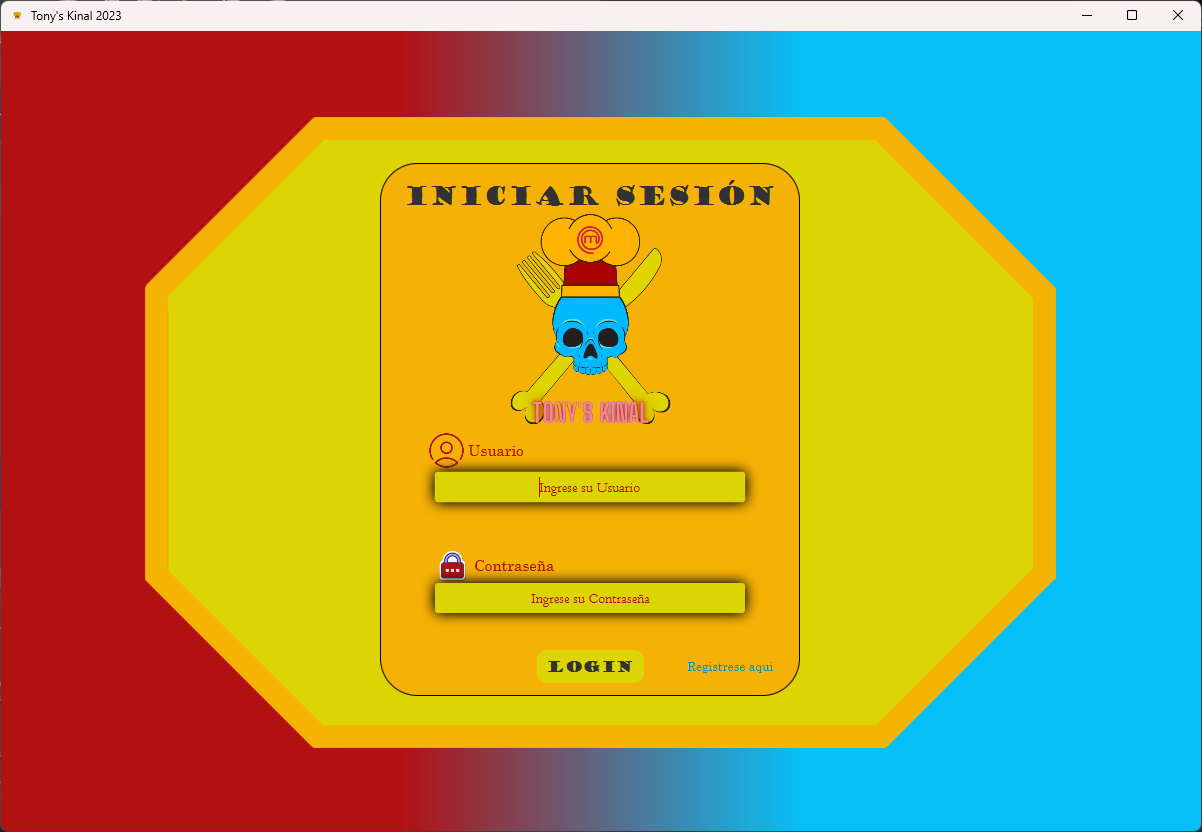 Tony's Kinal 2023
INICIAR SESIÓN
TONY'S KINAL
Usuario
Ingrese su Usuario
Contraseña
Ingrese su Contraseña
LOGIN
Registrese aqui